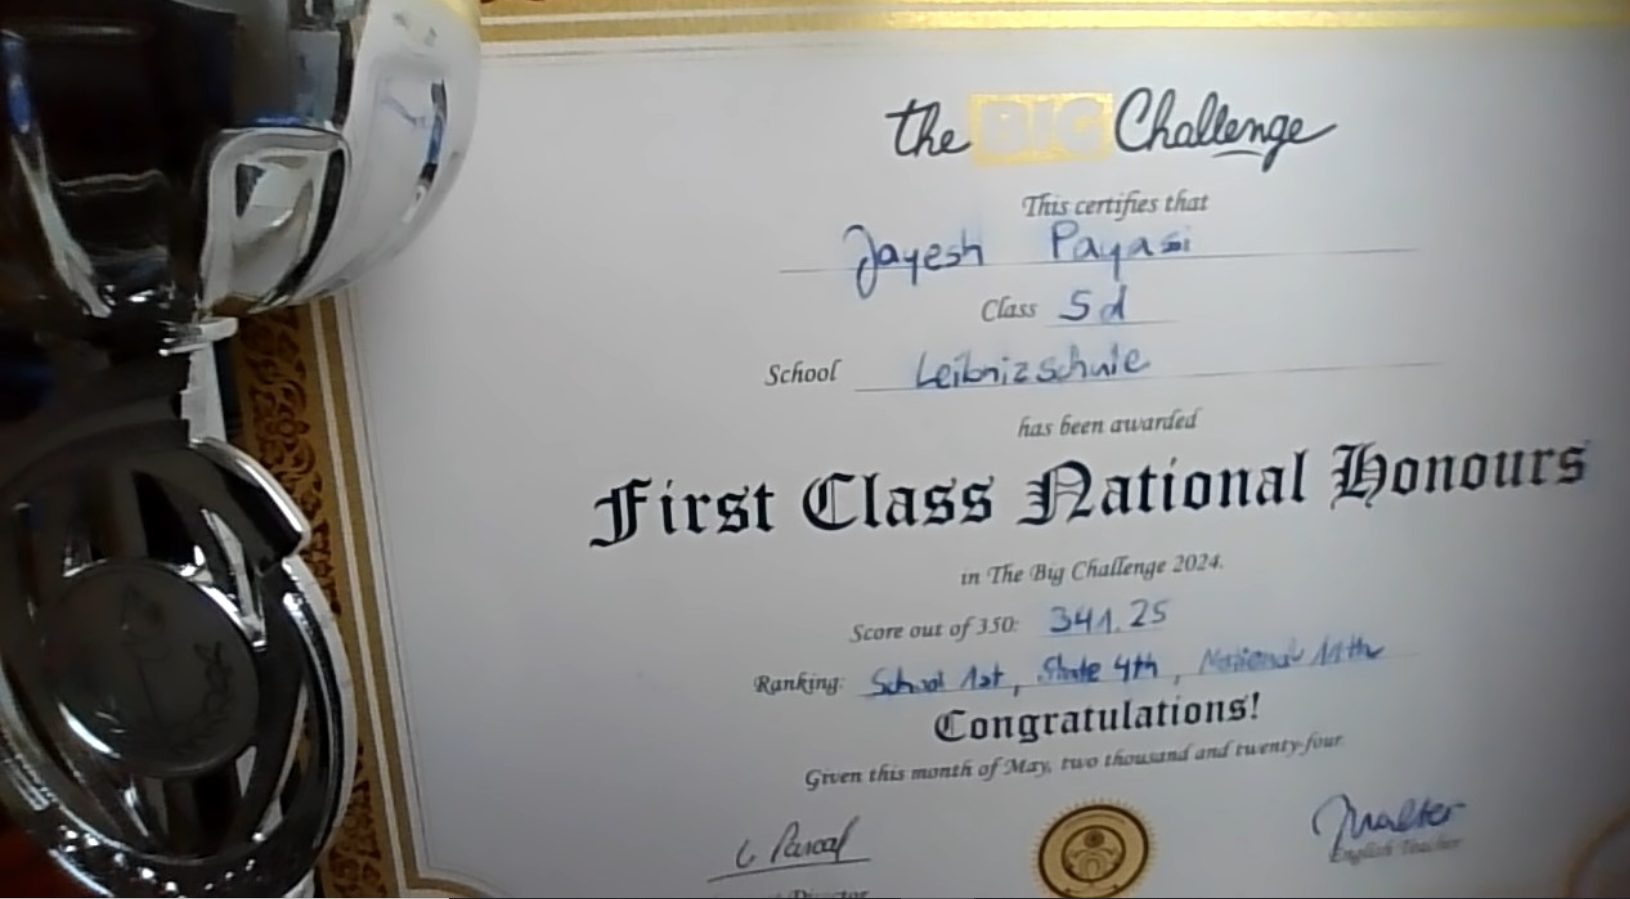 the BIG Challenge
This certifies that
Jayesh Payasi
Class 5d
School Leibnizschule
has been awarded
First Class National Honours
in The Big Challenge 2024.
Score out of 350: 341.25
Ranking: School 1st, State 4th, National 11th
Congratulations!
Given this month of May, two thousand and twenty-four
English Teacher
Director